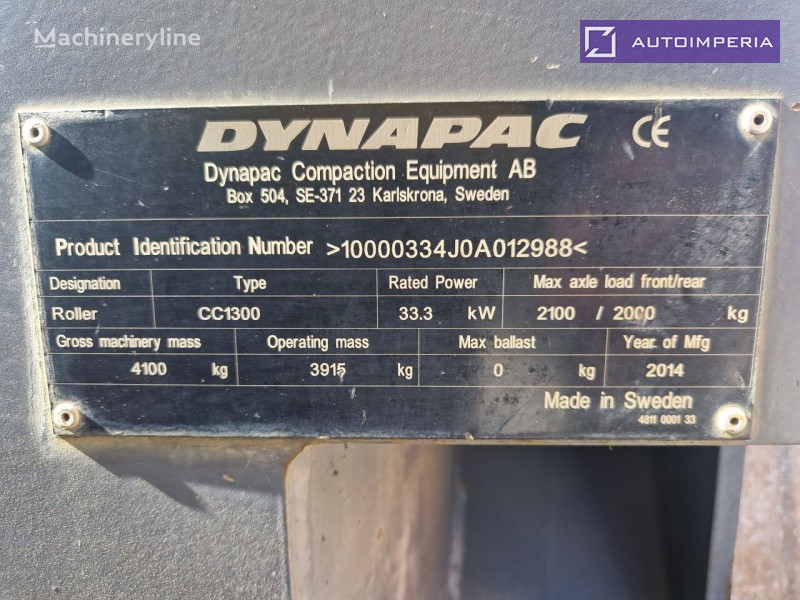 Machineryline
AUTOIMPERIA
DYNAPAC CE
Dynapac Compaction Equipment AB
Box 504, SE-371 23 Karlskrona, Sweden
Product Identification Number >10000334J0A012988<
Designation Type Rated Power Max axle load front/rear
Roller CC1300 33.3 kW 2100 / 2000 kg
Gross machinery mass Operating mass Max ballast Year of Mfg
4100 kg 3915 kg 0 kg 2014
Made in Sweden
4811 0001 33